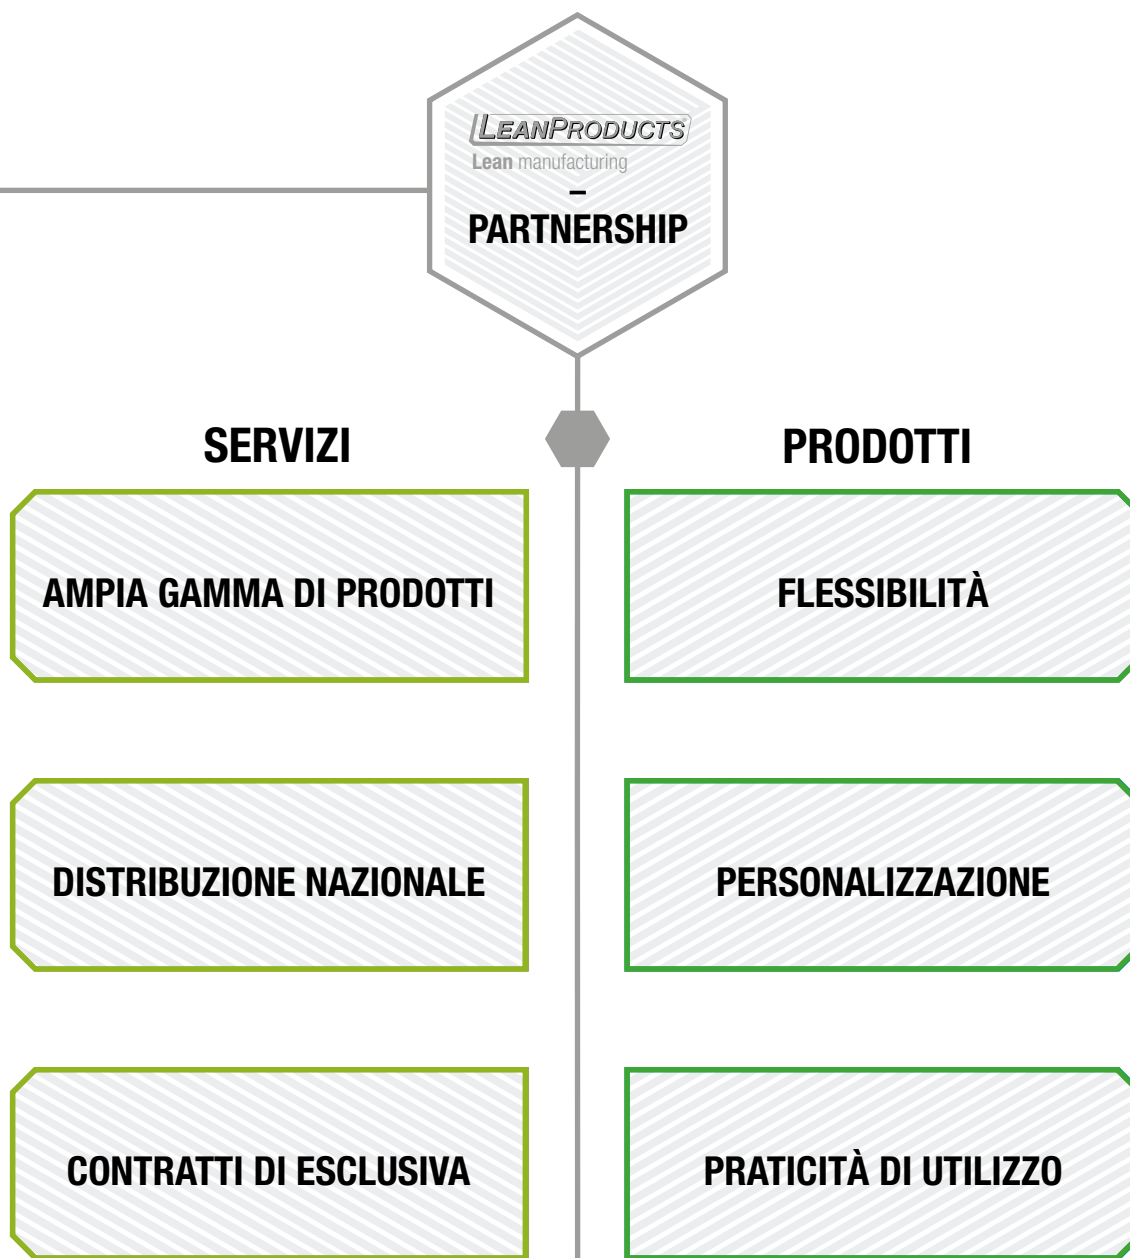 LEANPRODUCTS®
Lean manufacturing
–
PARTNERSHIP
SERVIZI
PRODOTTI
AMPIA GAMMA DI PRODOTTI
FLESSIBILITÀ
DISTRIBUZIONE NAZIONALE
PERSONALIZZAZIONE
CONTRATTI DI ESCLUSIVA
PRATICITÀ DI UTILIZZO